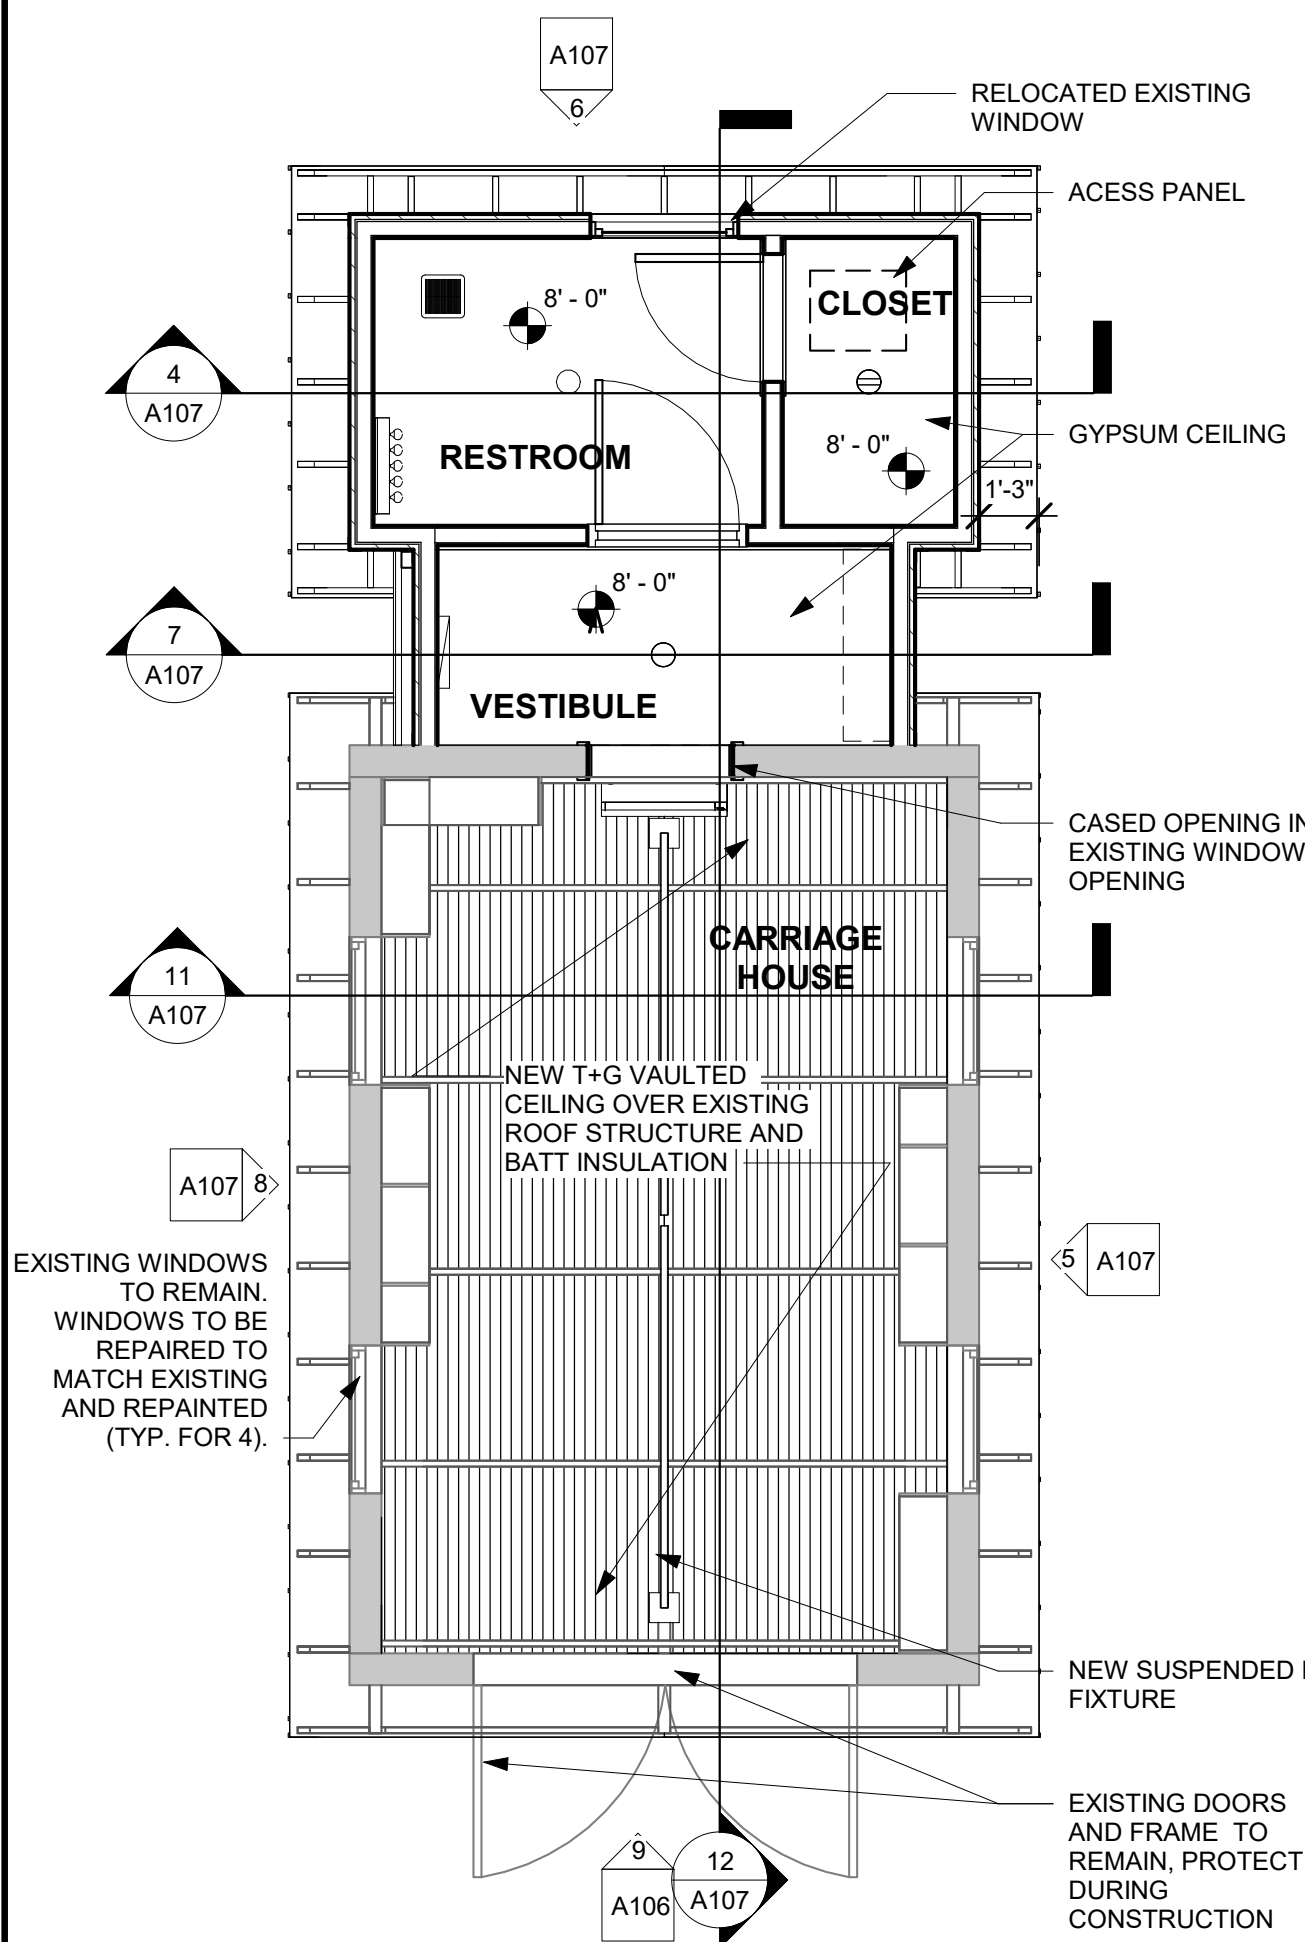 A107
6
RELOCATED EXISTING
WINDOW
ACESS PANEL
8' - 0"
CLOSET
4
A107
RESTROOM
8' - 0"
GYPSUM CEILING
1'-3"
8' - 0"
7
A107
VESTIBULE
CASED OPENING
EXISTING WINDOW
OPENING
CARRIAGE
HOUSE
11
A107
NEW T+G VAULTED
CEILING OVER EXISTING
ROOF STRUCTURE AND
BATT INSULATION
A107
8
5
A107
EXISTING WINDOWS
TO REMAIN.
WINDOWS TO BE
REPAIRED TO
MATCH EXISTING
AND REPAINTED
(TYP. FOR 4).
NEW SUSPENDED
FIXTURE
EXISTING DOORS
AND FRAME TO
REMAIN, PROTECT
DURING
CONSTRUCTION
9
A106
12
A107